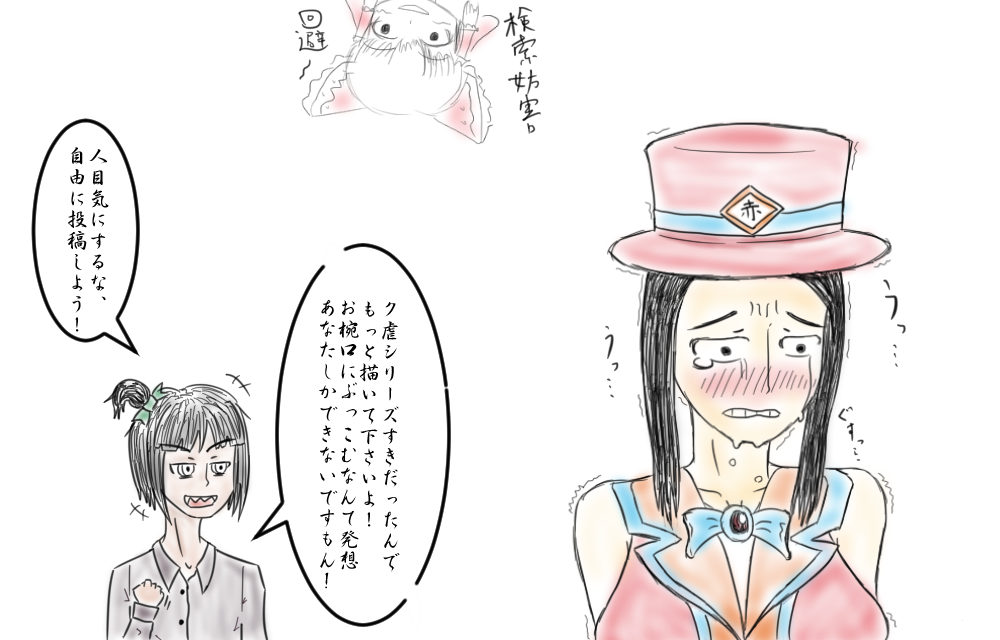 検索妨害。
回避〜
人目気にするな、
自由に投稿しよう！
ク虐シリーズすきだったんで
もっと描いて下さいよ！
お椀口にぶっこむなんて発想
あなたしかできないですもん！
赤
うっ…
うっ…
ぐすっ…